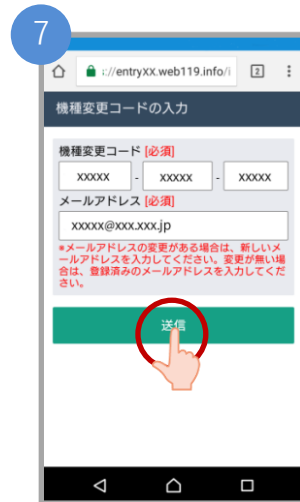 7
://entryXX.web119.info/i
2
機種変更コードの入力
機種変更コード [必須]
xxxxx - xxxxx - xxxxx
メールアドレス [必須]
xxxxx@xxx.xxx.jp
*メールアドレスの変更がある場合は、新しいメ
ールアドレスを入力してください。変更が無い場
合は、登録済みのメールアドレスを入力してくだ
さい。
送信